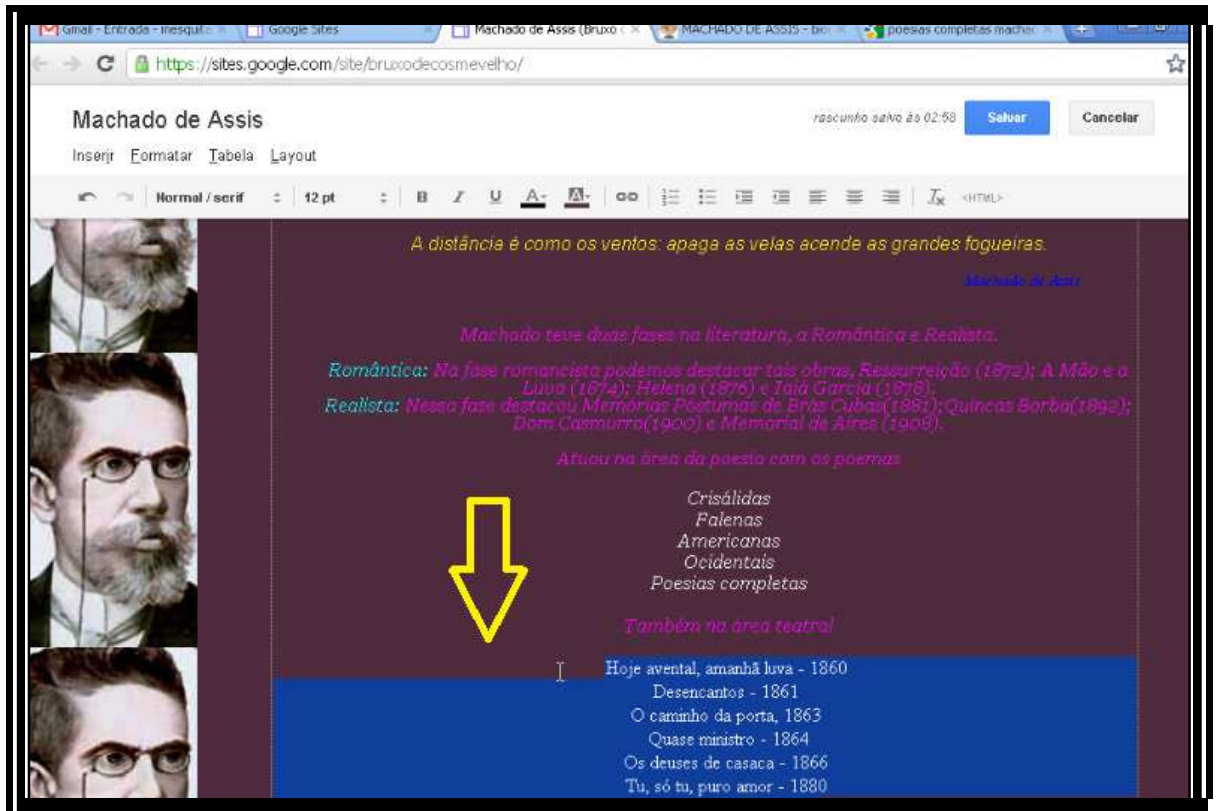 Gmail - Entrada - mesquita
Google Sites
Machado de Assis (Bruxo
MACHADO DE ASSIS - bio
poesias completas machad
https://sites.google.com/site/bruxodecosmevelho/
Machado de Assis
rascunho salvo às 02:58
Salvar
Cancelar
Inserir Formatar Tabela Layout
Normal / serif 12 pt B I U A A <HTML>
A distância é como os ventos: apaga as velas acende as grandes fogueiras.
Machado de Assis
Machado teve duas fases na literatura, a Romântica e Realista.
Romântica: Na fase romancista podemos destacar tais obras, Ressurreição (1872); A Mão e a
Luva (1874); Helena (1876) e Iaiá Garcia (1878).
Realista: Nessa fase destacou Memórias Póstumas de Brás Cubas(1881);Quincas Borba(1892);
Dom Casmurro(1900) e Memorial de Aires (1908).
Atuou na área da poesia com os poemas
Crisálidas
Falenas
Americanas
Ocidentais
Poesias completas
Também na área teatral
Hoje avental, amanhã luva - 1860
Desencantos - 1861
O caminho da porta, 1863
Quase ministro - 1864
Os deuses de casaca - 1866
Tu, só tu, puro amor - 1880